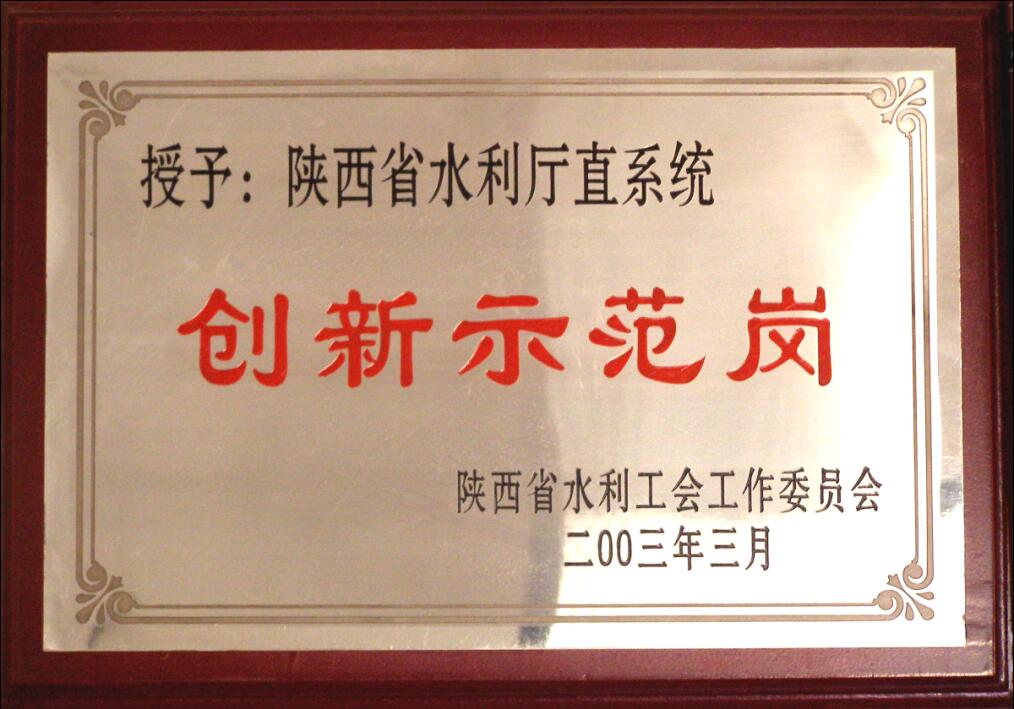 授予：陕西省水利厅直系统
创新示范岗
陕西省水利工会工作委员会
二00三年三月